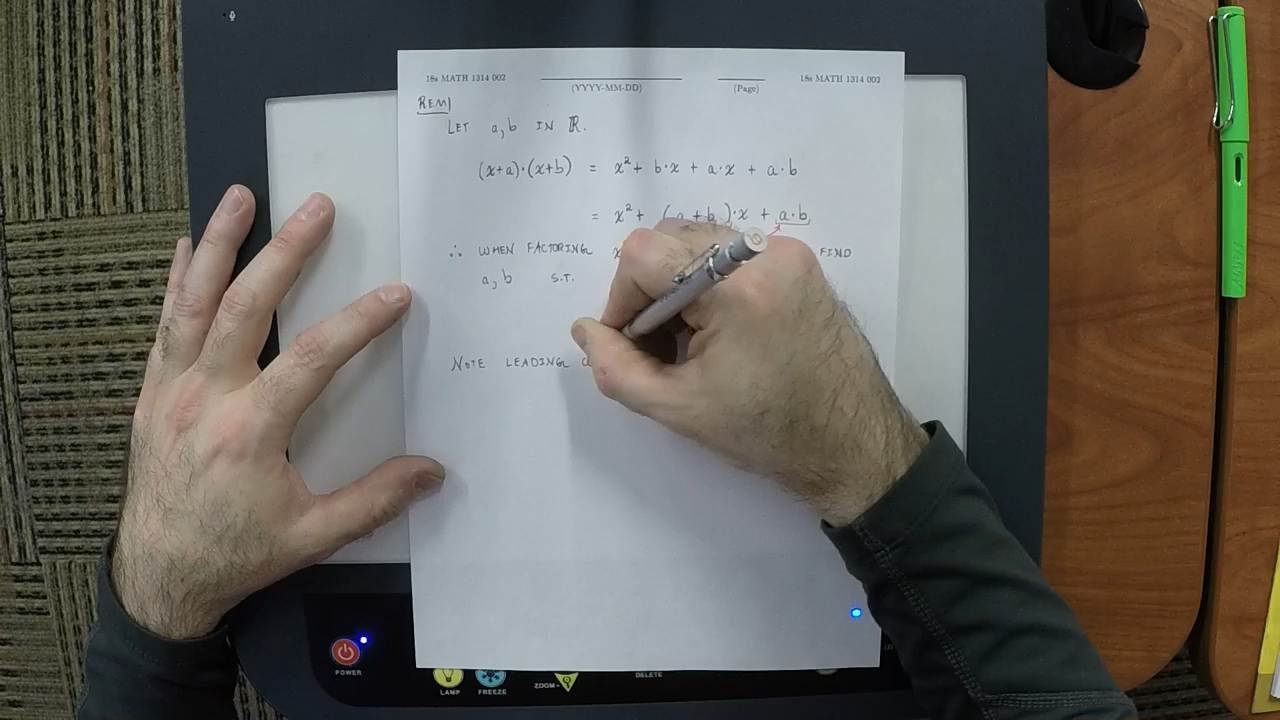 18s MATH 1314 002 18s MATH 1314 002
(YYYY-MM-DD) (Page)
REM
LET a,b IN ℝ.
(x+a)·(x+b) = x² + b·x + a·x + a·b
= x² + (a+b)·x + a·b
∴ WHEN FACTORING FIND
a, b S.T.
NOTE LEADING
POWER
LAMP FREEZE ZOOM- DELETE